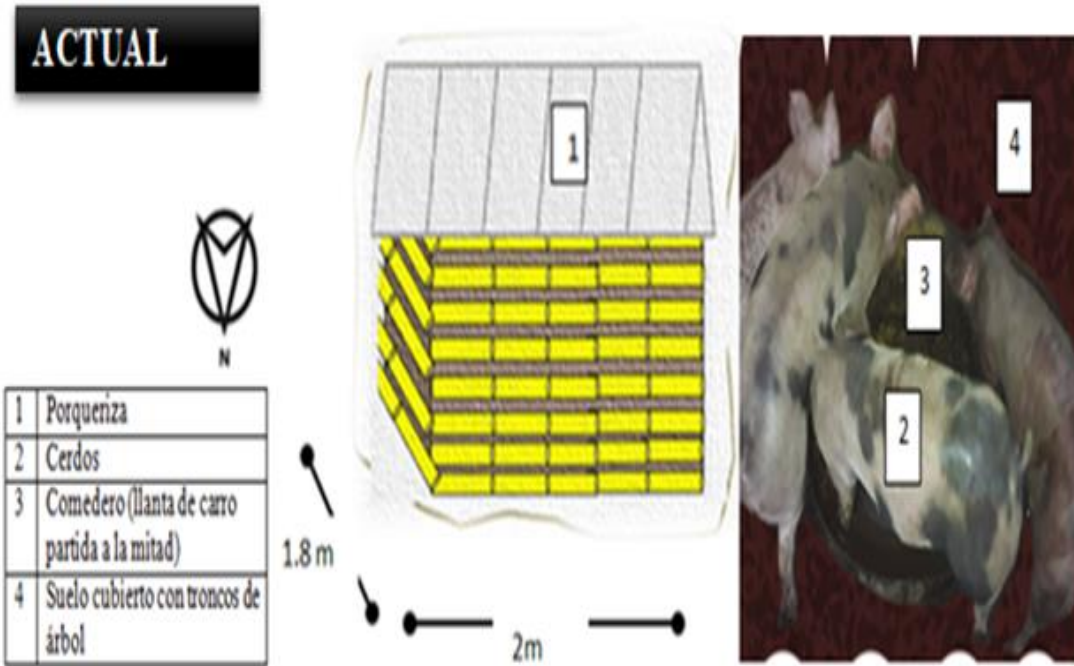 ACTUAL
1
4
3
N
2
1 Porqueriza
2 Cerdos
3 Comedero (llanta de carro
partida a la mitad)
4 Suelo cubierto con troncos de
árbol
1.8 m
2m